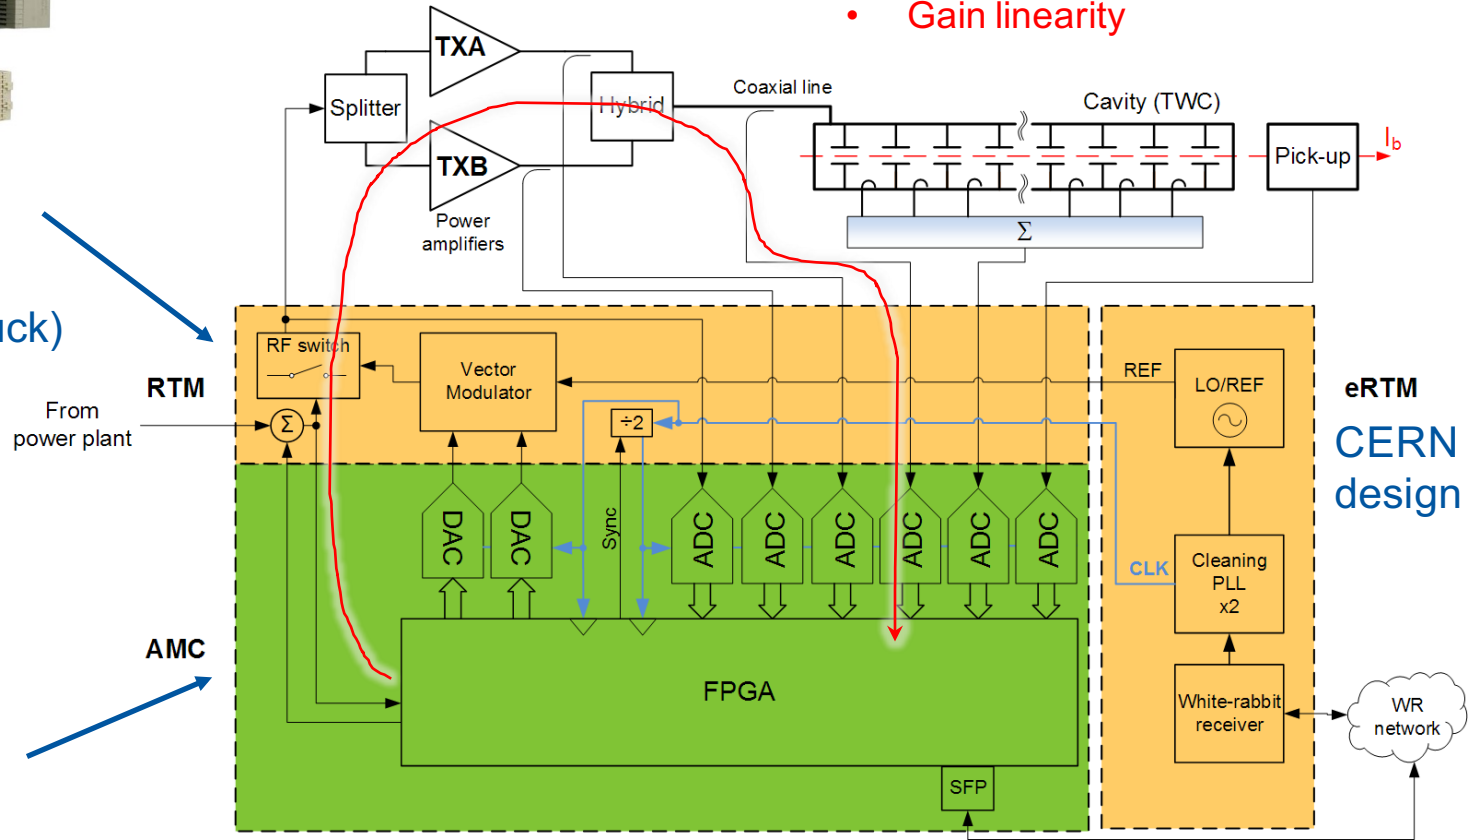 • Gain linearity
TXA
Splitter
Hybrid
Coaxial line
Cavity (TWC)
Pick-up
I_b
TXB
Power
amplifiers
Σ
RF switch
Vector
Modulator
REF
LO/REF
RTM
eRTM
From
power plant
Σ
÷2
CERN
design
DAC
DAC
Sync
ADC
ADC
ADC
ADC
ADC
ADC
CLK
Cleaning
PLL
x2
AMC
FPGA
White-rabbit
receiver
WR
network
SFP